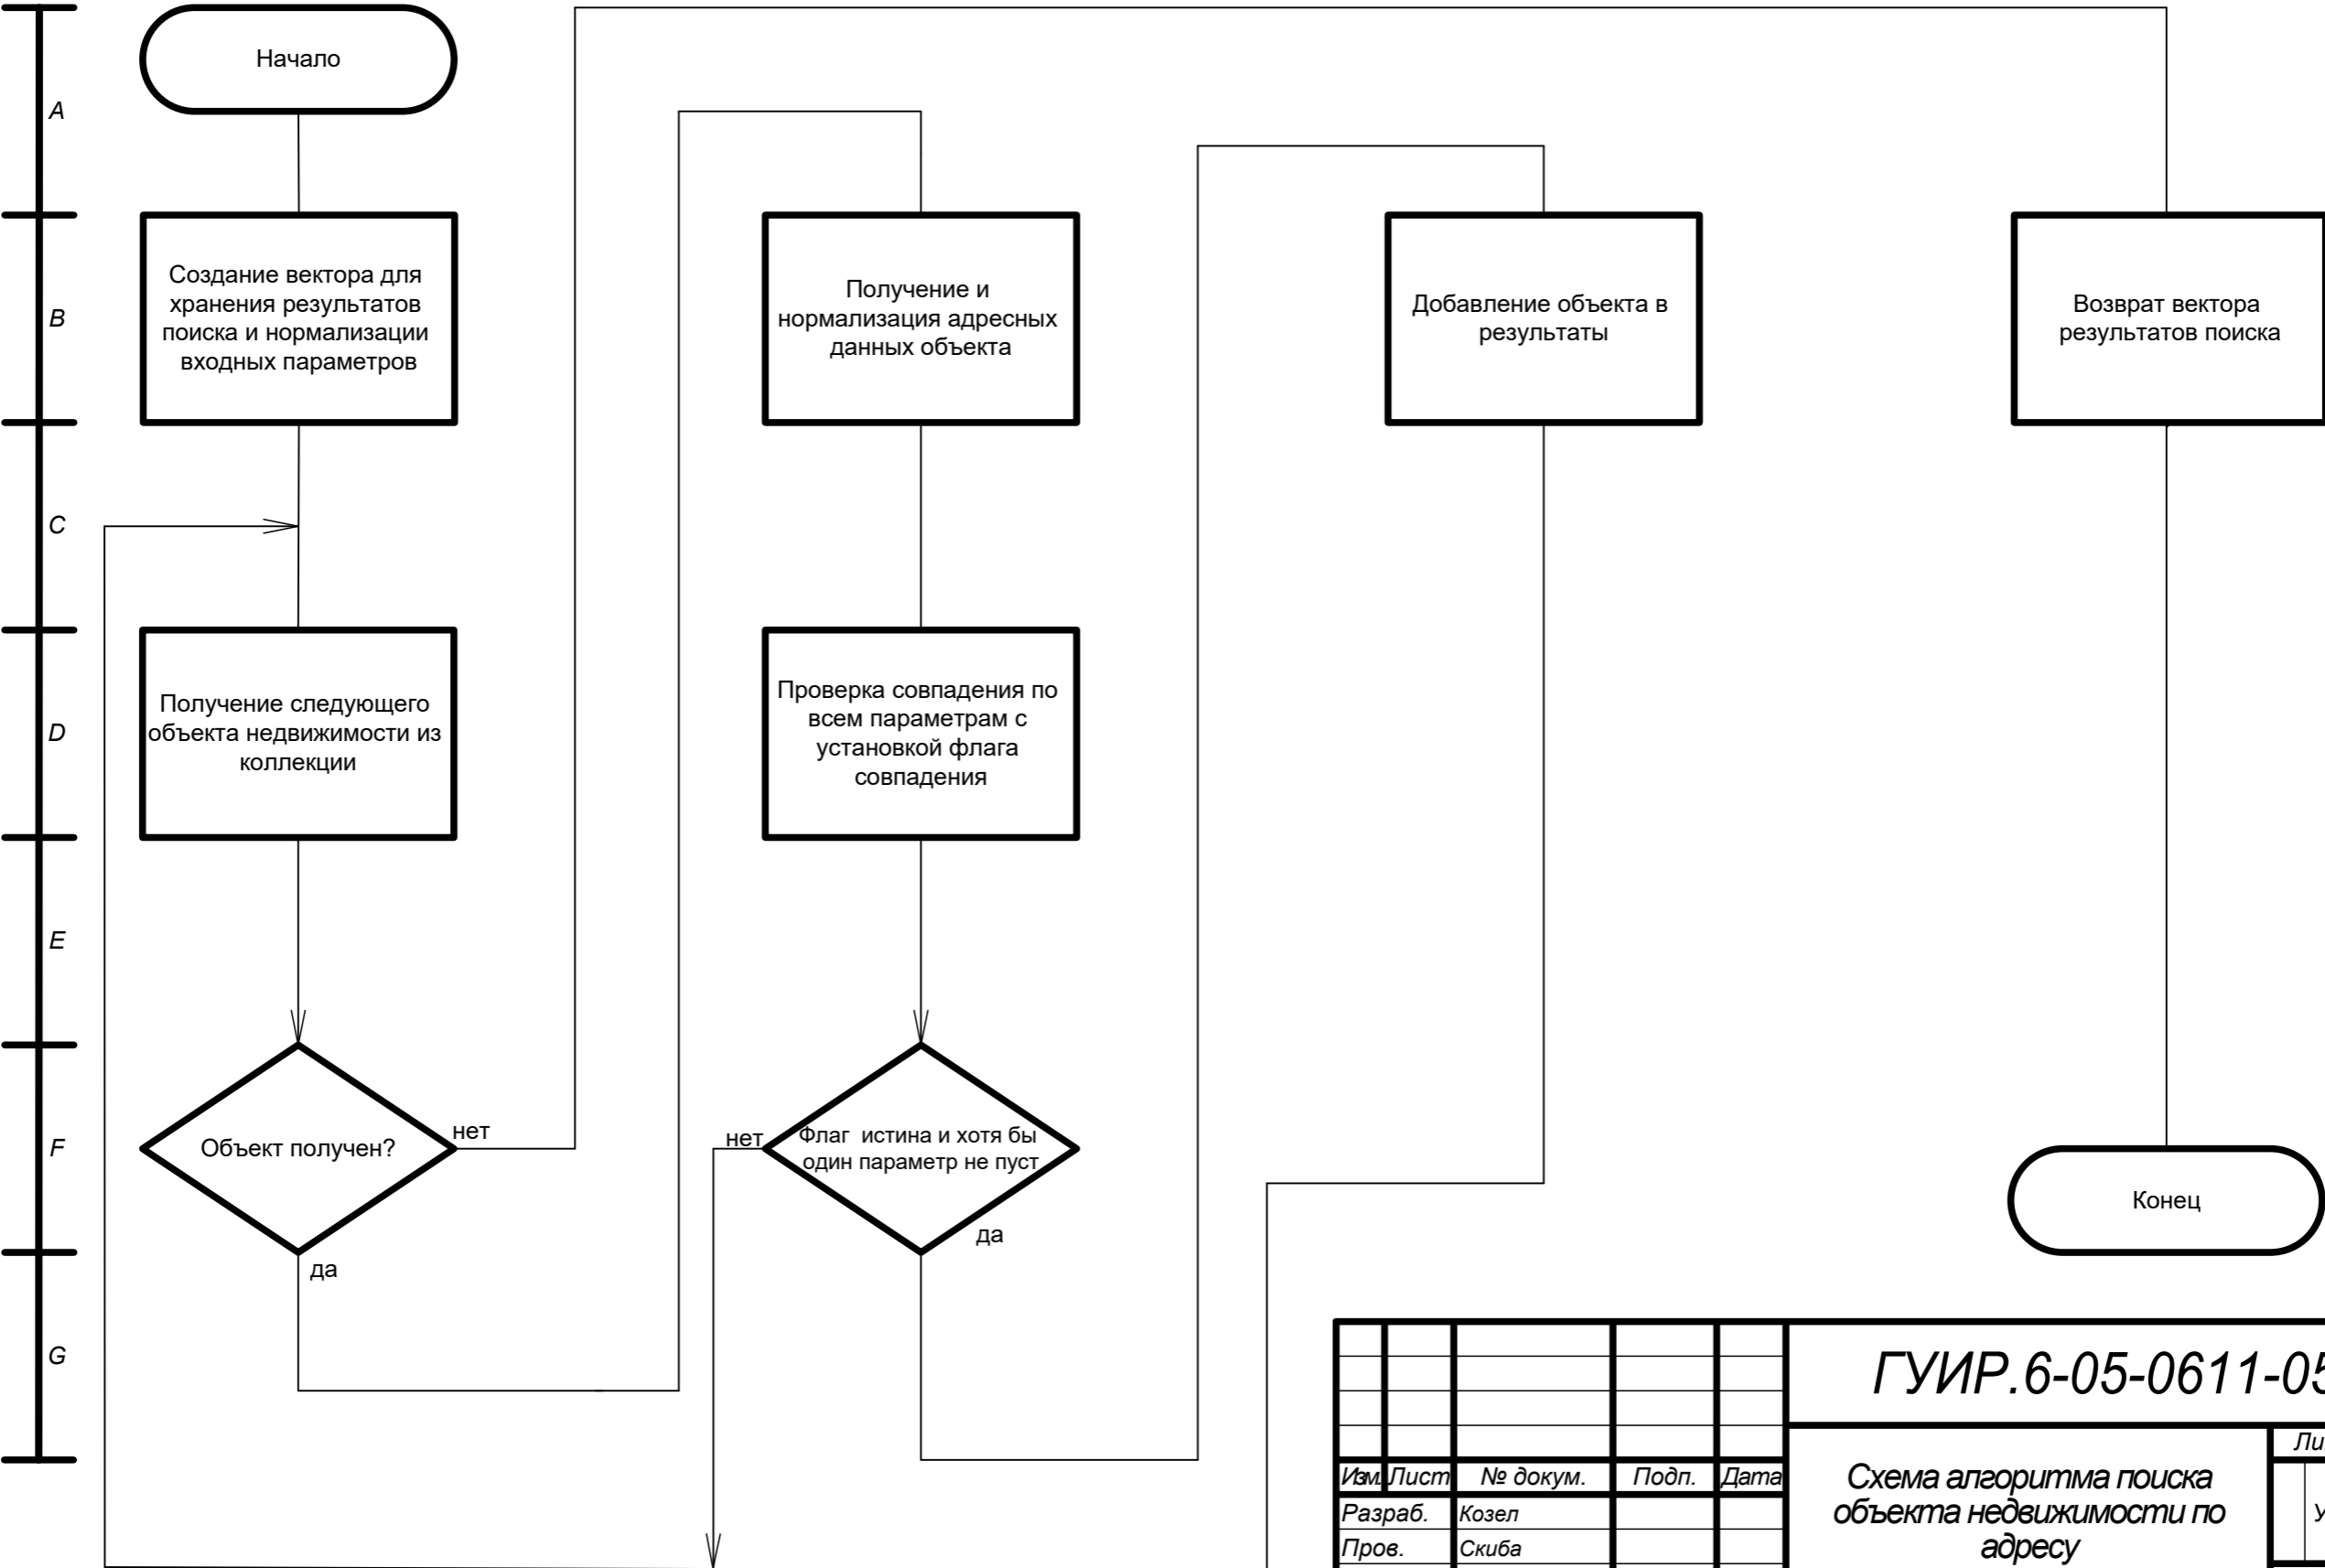 A
B
C
D
E
F
G
Начало
Создание вектора для
хранения результатов
поиска и нормализации
входных параметров
Получение следующего
объекта недвижимости из
коллекции
Объект получен?
нет
да
Получение и
нормализация адресных
данных объекта
Проверка совпадения по
всем параметрам с
установкой флага
совпадения
Флаг истина и хотя бы
один параметр не пуст
нет
да
Добавление объекта в
результаты
Возврат вектора
результатов поиска
Конец
ГУИР.6-05-0611-05
Изм. Лист № докум. Подп. Дата
Разраб. Козел
Пров. Скиба
Схема алгоритма поиска
объекта недвижимости по
адресу
Ли
У